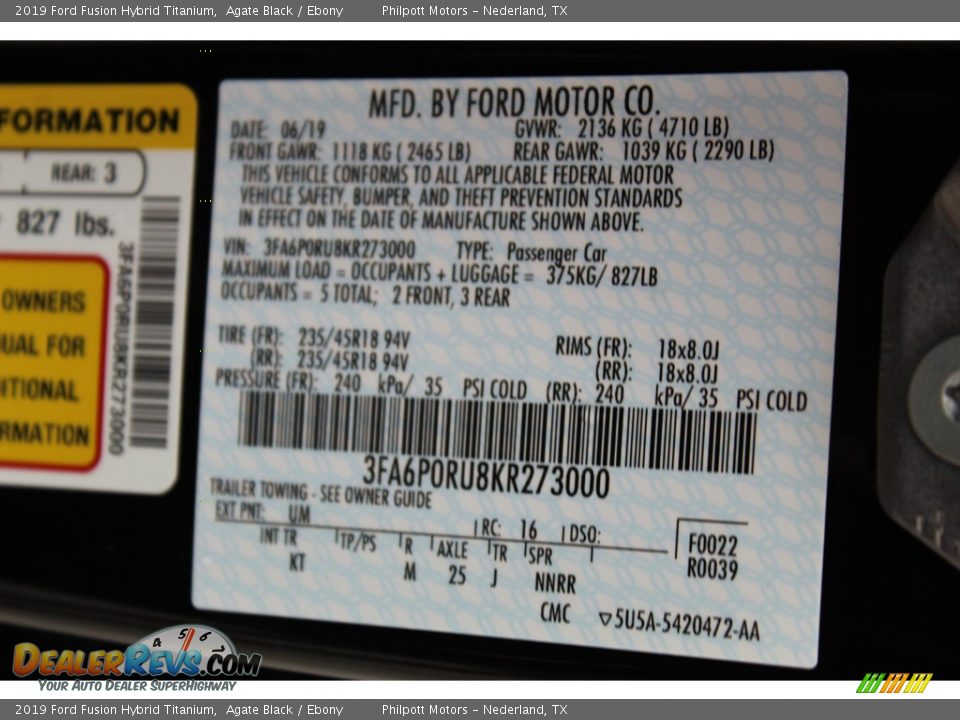 2019 Ford Fusion Hybrid Titanium, Agate Black / Ebony Philpott Motors - Nederland, TX
FORMATION
REAR: 3
827 lbs.
OWNERS
UAL FOR
ITIONAL
RMATION
3FA6P0RU8KR273000
MFD. BY FORD MOTOR CO.
DATE: 06/19 GVWR: 2136 KG ( 4710 LB)
FRONT GAWR: 1118 KG ( 2465 LB) REAR GAWR: 1039 KG ( 2290 LB)
THIS VEHICLE CONFORMS TO ALL APPLICABLE FEDERAL MOTOR
VEHICLE SAFETY, BUMPER, AND THEFT PREVENTION STANDARDS
IN EFFECT ON THE DATE OF MANUFACTURE SHOWN ABOVE.
VIN: 3FA6P0RU8KR273000 TYPE: Passenger Car
MAXIMUM LOAD = OCCUPANTS + LUGGAGE = 375KG/ 827LB
OCCUPANTS = 5 TOTAL; 2 FRONT, 3 REAR
TIRE (FR): 235/45R18 94V RIMS (FR): 18x8.0J
(RR): 235/45R18 94V (RR): 18x8.0J
PRESSURE (FR): 240 kPa/ 35 PSI COLD (RR): 240 kPa/ 35 PSI COLD
3FA6P0RU8KR273000
TRAILER TOWING - SEE OWNER GUIDE
EXT PNT: UM RC: 16 DSO:
INT TR TP/PS R AXLE TR SPR
KT M 25 J NNRR
F0022
R0039
CMC ▽5U5A-5420472-AA
DEALERREVS.COM
4 5 6
YOUR AUTO DEALER SUPERHIGHWAY
2019 Ford Fusion Hybrid Titanium, Agate Black / Ebony Philpott Motors - Nederland, TX